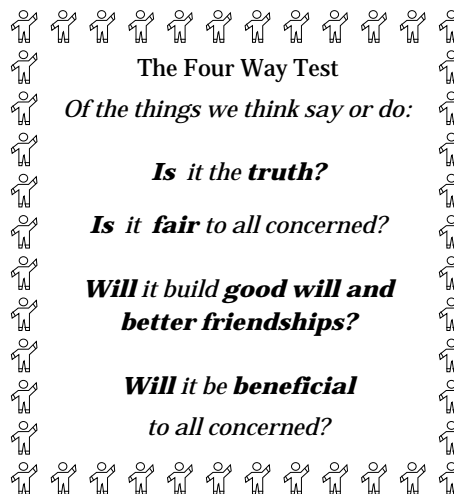 The Four Way Test
Of the things we think say or do:
Is it the truth?
Is it fair to all concerned?
Will it build good will and
better friendships?
Will it be beneficial
to all concerned?